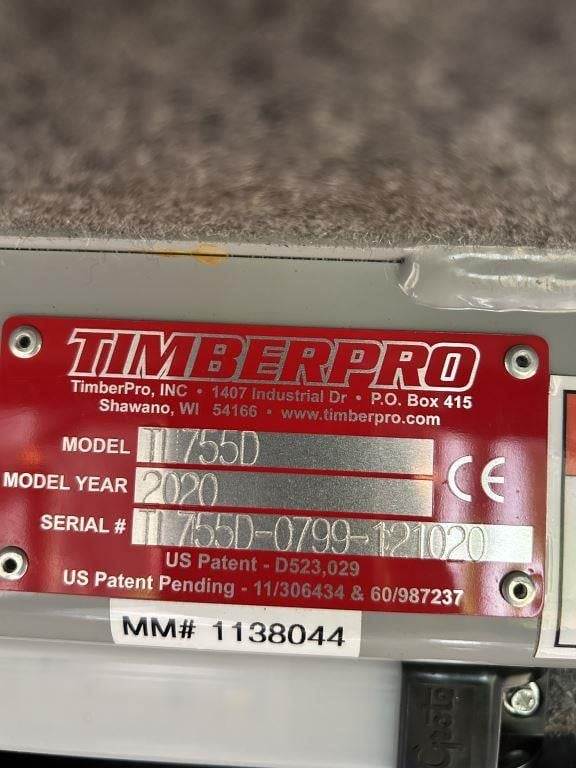 TIMBERPRO
TimberPro, INC • 1407 Industrial Dr • P.O. Box 415
Shawano, WI 54166 • www.timberpro.com
MODEL TL755D
CE
MODEL YEAR 2020
SERIAL # TL755D-0799-121020
US Patent - D523,029
US Patent Pending - 11/306434 & 60/987237
MM# 1138044
Grote